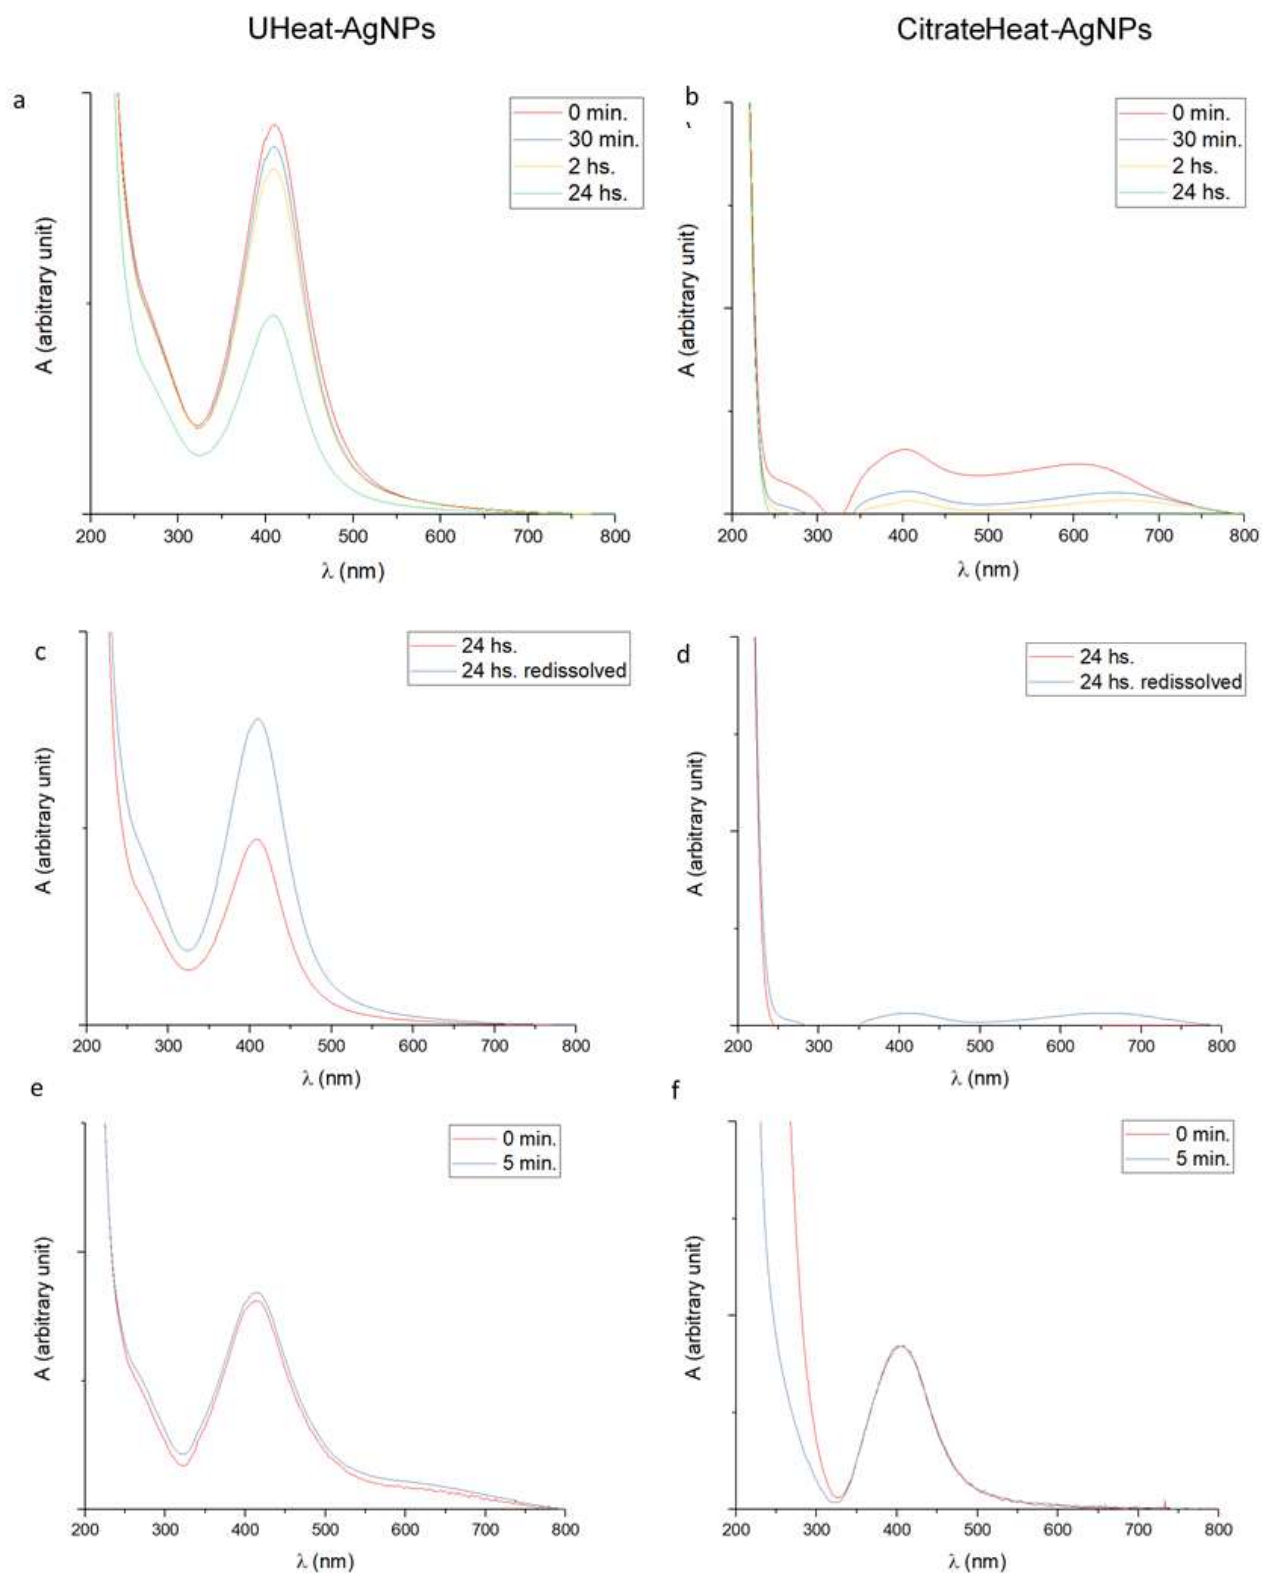 UHeat-AgNPs
CitrateHeat-AgNPs
a
0 min.
30 min.
2 hs.
24 hs.
A (arbitrary unit)
200 300 400 500 600 700 800
λ (nm)
b
0 min.
30 min.
2 hs.
24 hs.
A (arbitrary unit)
200 300 400 500 600 700 800
λ (nm)
c
24 hs.
24 hs. redissolved
A (arbitrary unit)
200 300 400 500 600 700 800
λ (nm)
d
24 hs.
24 hs. redissolved
A (arbitrary unit)
200 300 400 500 600 700 800
λ (nm)
e
0 min.
5 min.
A (arbitrary unit)
200 300 400 500 600 700 800
λ (nm)
f
0 min.
5 min.
A (arbitrary unit)
200 300 400 500 600 700 800
λ (nm)